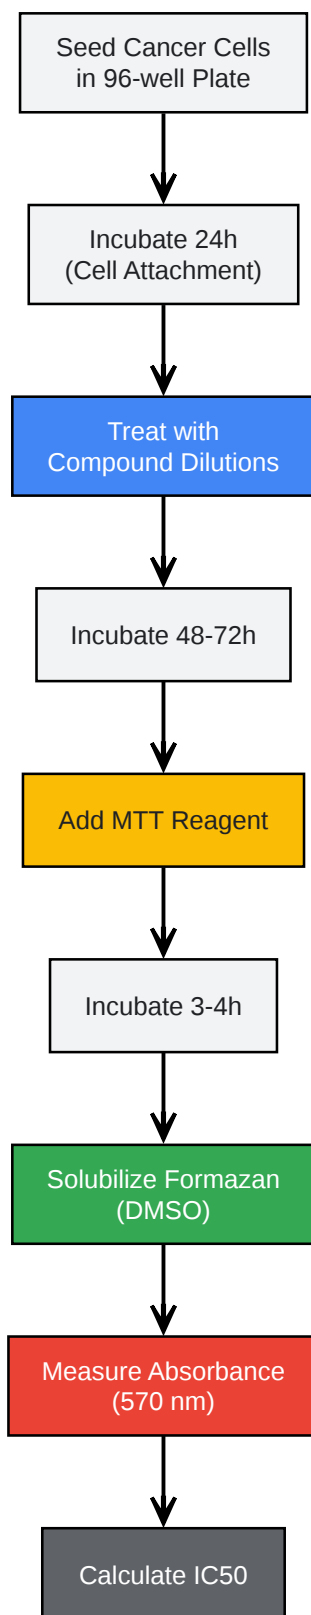 Seed Cancer Cells
in 96-well Plate
Incubate 24h
(Cell Attachment)
Treat with
Compound Dilutions
Incubate 48-72h
Add MTT Reagent
Incubate 3-4h
Solubilize Formazan
(DMSO)
Measure Absorbance
(570 nm)
Calculate IC50